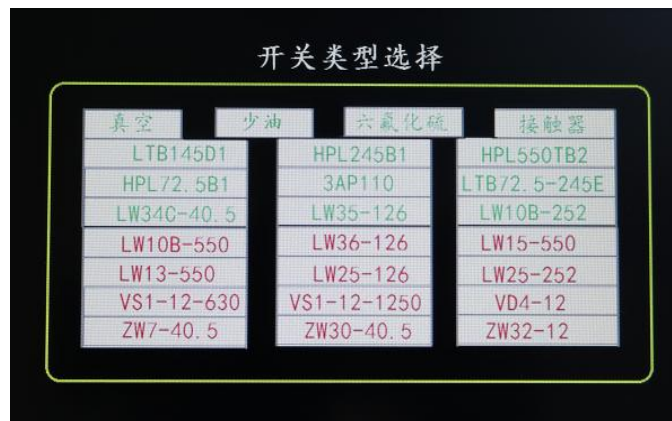 开关类型选择
真空 少油 六氟化硫 接触器
LTB145D1 HPL245B1 HPL550TB2
HPL72.5B1 3AP110 LTB72.5-245E
LW34C-40.5 LW35-126 LW10B-252
LW10B-550 LW36-126 LW15-550
LW13-550 LW25-126 LW25-252
VS1-12-630 VS1-12-1250 VD4-12
ZW7-40.5 ZW30-40.5 ZW32-12